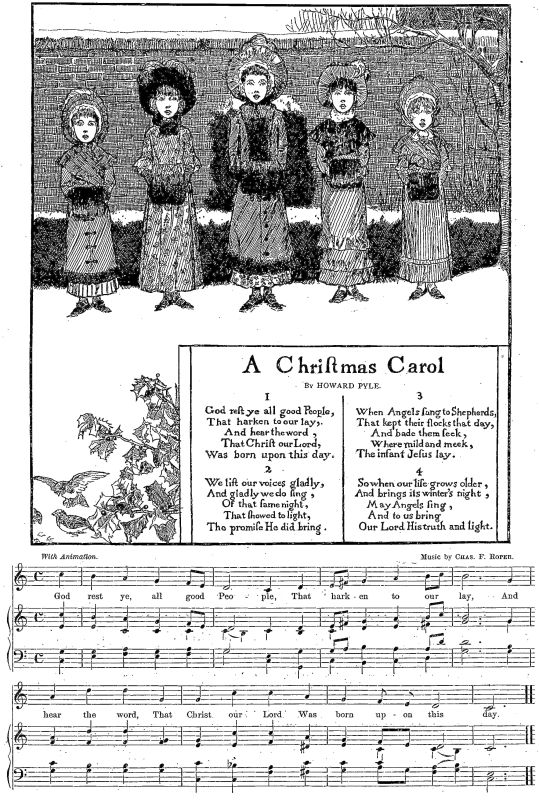 A Chriſtmas Carol
By HOWARD PYLE.
1
God reſt ye all good People,
That harken to our lay,
And hear the word,
That Chriſt our Lord,
Was born upon this day.
2
We lift our voices gladly,
And gladly we do ſing,
Of that ſame night,
That ſhowed to light,
The promiſe He did bring.
3
When Angels ſang to Shepherds,
That kept their flocks that day,
And bade them ſeek,
Where mild and meek,
The infant Jeſus lay.
4
So when our life grows older,
And brings its winter's night,
May Angels ſing,
And to us bring
Our Lord His truth and light.
With Animation.
Music by CHAS. F. ROPER.
God rest ye, all good Peo - ple, That hark - en to our lay, And
hear the word, That Christ our Lord Was born up - on this day.